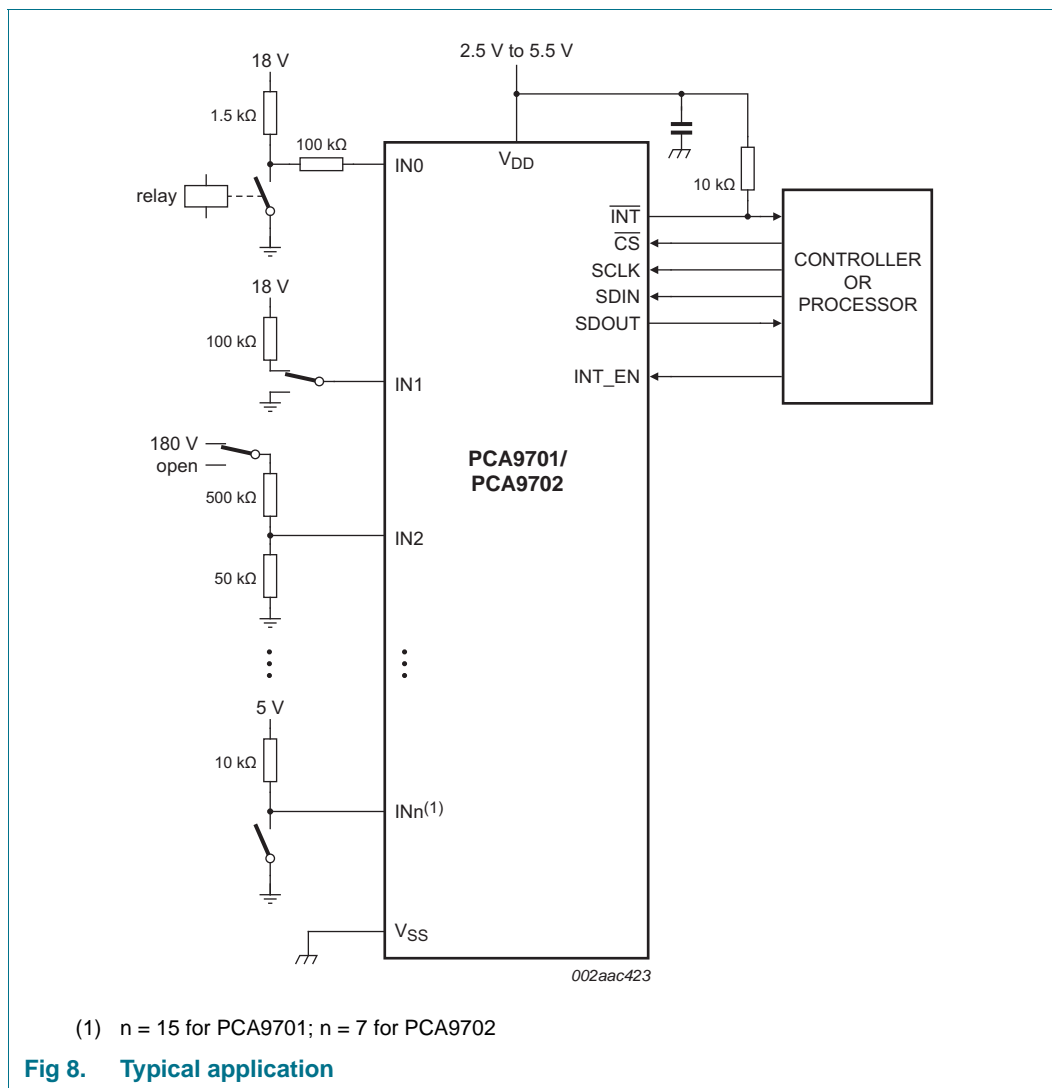 2.5 V to 5.5 V
18 V
1.5 kΩ
100 kΩ
IN0
VDD
10 kΩ
relay
INT
CS
SCLK
SDIN
SDOUT
INT_EN
CONTROLLER
OR
PROCESSOR
18 V
100 kΩ
IN1
180 V
open
500 kΩ
IN2
50 kΩ
PCA9701/
PCA9702
5 V
10 kΩ
INn(1)
VSS
002aac423
(1) n = 15 for PCA9701; n = 7 for PCA9702
Fig 8. Typical application